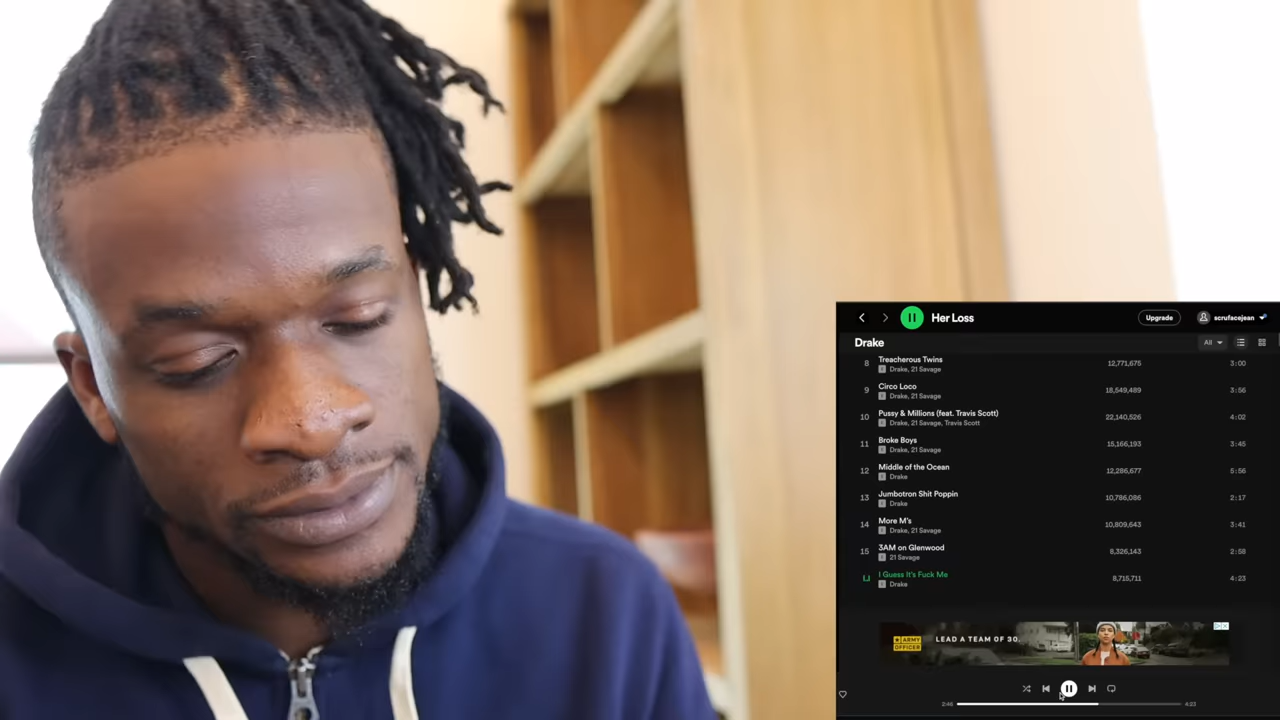 Her Loss
Upgrade
scrufacejean
Drake
All
8 Treacherous Twins 12,771,675 3:00
Drake, 21 Savage
9 Circo Loco 18,549,489 3:56
Drake, 21 Savage
10 Pussy & Millions (feat. Travis Scott) 22,140,526 4:02
Drake, 21 Savage, Travis Scott
11 Broke Boys 15,166,193 3:45
Drake, 21 Savage
12 Middle of the Ocean 12,286,677 5:56
Drake
13 Jumbotron Shit Poppin 10,786,086 2:17
Drake
14 More M's 10,809,643 3:41
Drake, 21 Savage
15 3AM on Glenwood 8,326,143 2:58
21 Savage
I Guess It's Fuck Me 8,715,711 4:23
Drake
ARMY
OFFICER
LEAD A TEAM OF 30.
2:46 4:23